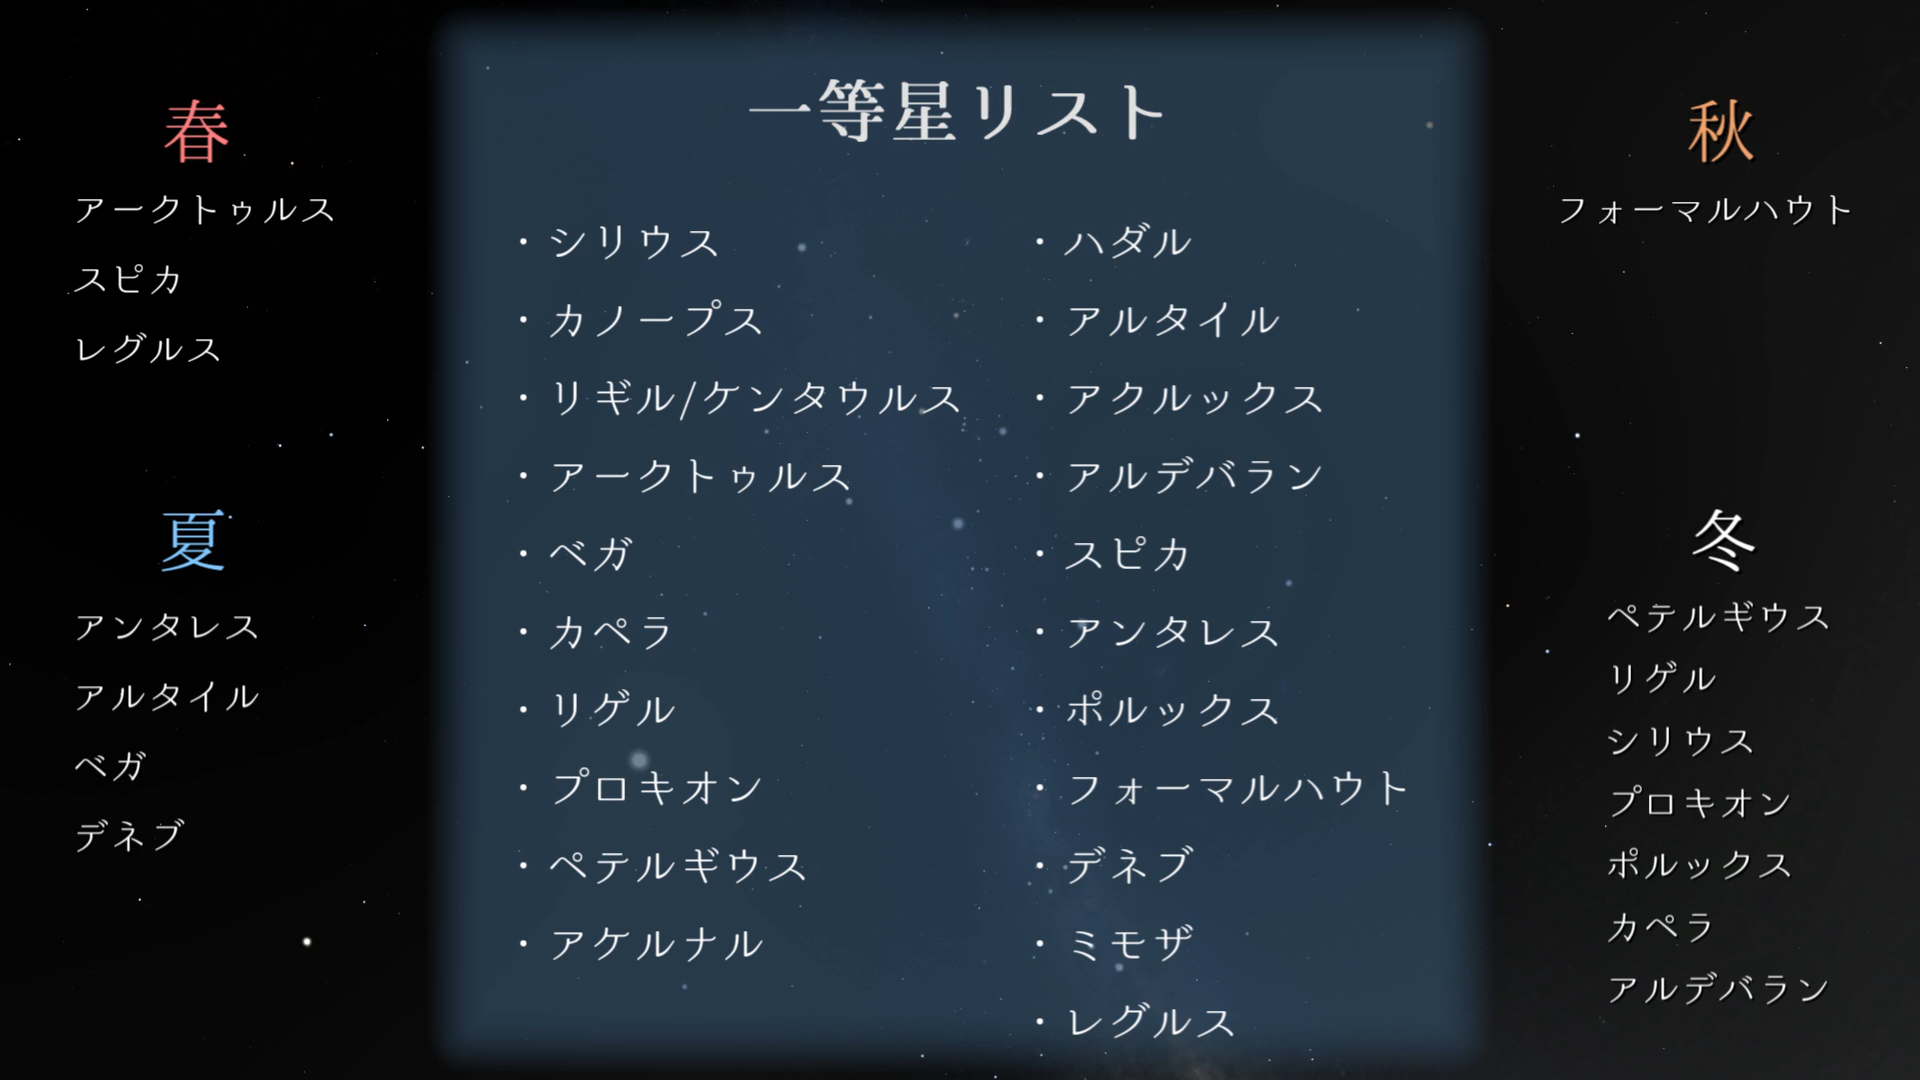 春
アークトゥルス
スピカ
レグルス
夏
アンタレス
アルタイル
ベガ
デネブ
一等星リスト
・シリウス
・カノープス
・リギル/ケンタウルス
・アークトゥルス
・ベガ
・カペラ
・リゲル
・プロキオン
・ペテルギウス
・アケルナル
・ハダル
・アルタイル
・アクルックス
・アルデバラン
・スピカ
・アンタレス
・ポルックス
・フォーマルハウト
・デネブ
・ミモザ
・レグルス
秋
フォーマルハウト
冬
ペテルギウス
リゲル
シリウス
プロキオン
ポルックス
カペラ
アルデバラン